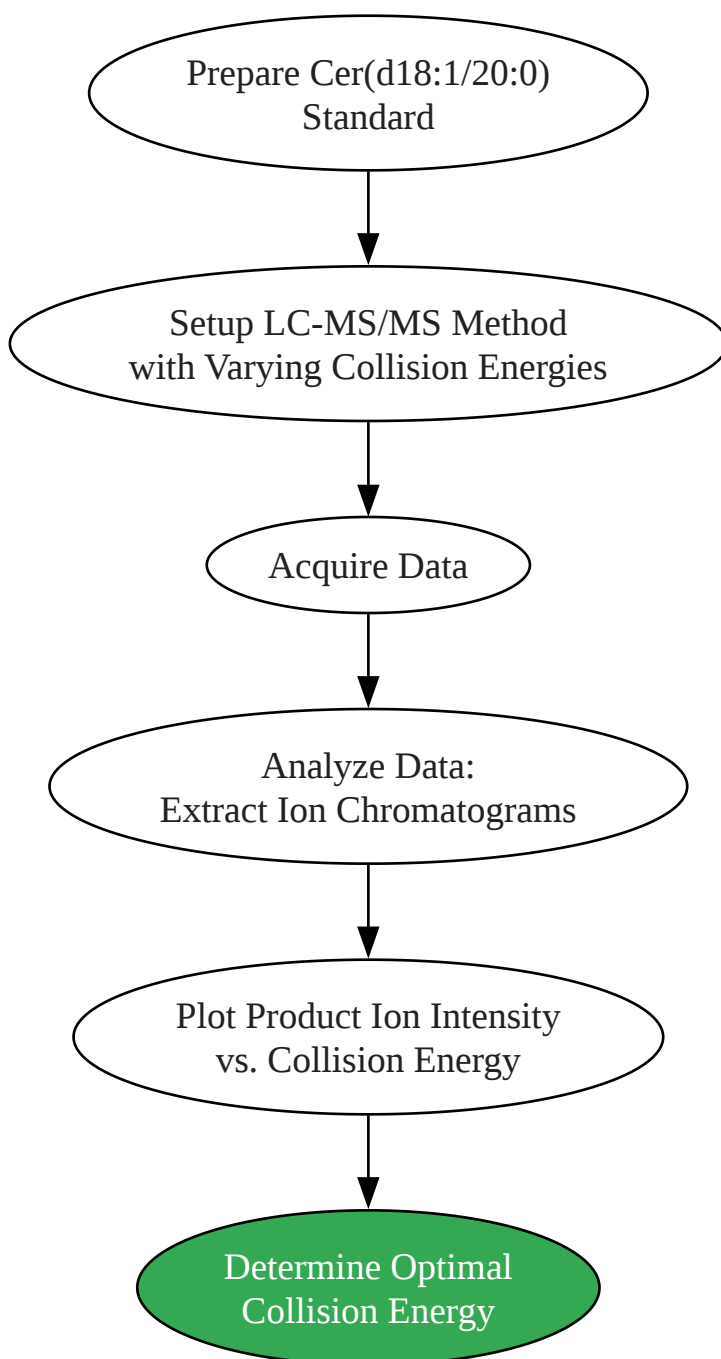 Prepare Cer(d18:1/20:0)
Standard
Setup LC-MS/MS Method
with Varying Collision Energies
Acquire Data
Analyze Data:
Extract Ion Chromatograms
Plot Product Ion Intensity
vs. Collision Energy
Determine Optimal
Collision Energy